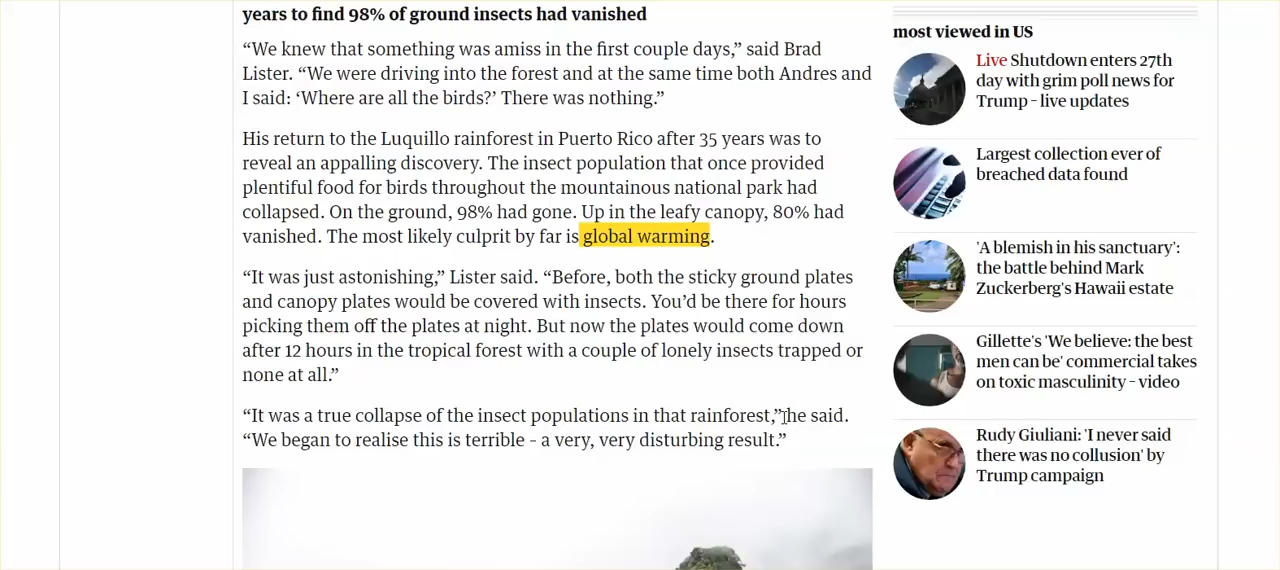 years to find 98% of ground insects had vanished
“We knew that something was amiss in the first couple days,” said Brad
Lister. “We were driving into the forest and at the same time both Andres and
I said: ‘Where are all the birds?’ There was nothing.”
His return to the Luquillo rainforest in Puerto Rico after 35 years was to
reveal an appalling discovery. The insect population that once provided
plentiful food for birds throughout the mountainous national park had
collapsed. On the ground, 98% had gone. Up in the leafy canopy, 80% had
vanished. The most likely culprit by far is global warming.
“It was just astonishing,” Lister said. “Before, both the sticky ground plates
and canopy plates would be covered with insects. You’d be there for hours
picking them off the plates at night. But now the plates would come down
after 12 hours in the tropical forest with a couple of lonely insects trapped or
none at all.”
“It was a true collapse of the insect populations in that rainforest,” he said.
“We began to realise this is terrible – a very, very disturbing result.”
most viewed in US
Live Shutdown enters 27th
day with grim poll news for
Trump – live updates
Largest collection ever of
breached data found
'A blemish in his sanctuary':
the battle behind Mark
Zuckerberg's Hawaii estate
Gillette's 'We believe: the best
men can be' commercial takes
on toxic masculinity – video
Rudy Giuliani: 'I never said
there was no collusion' by
Trump campaign